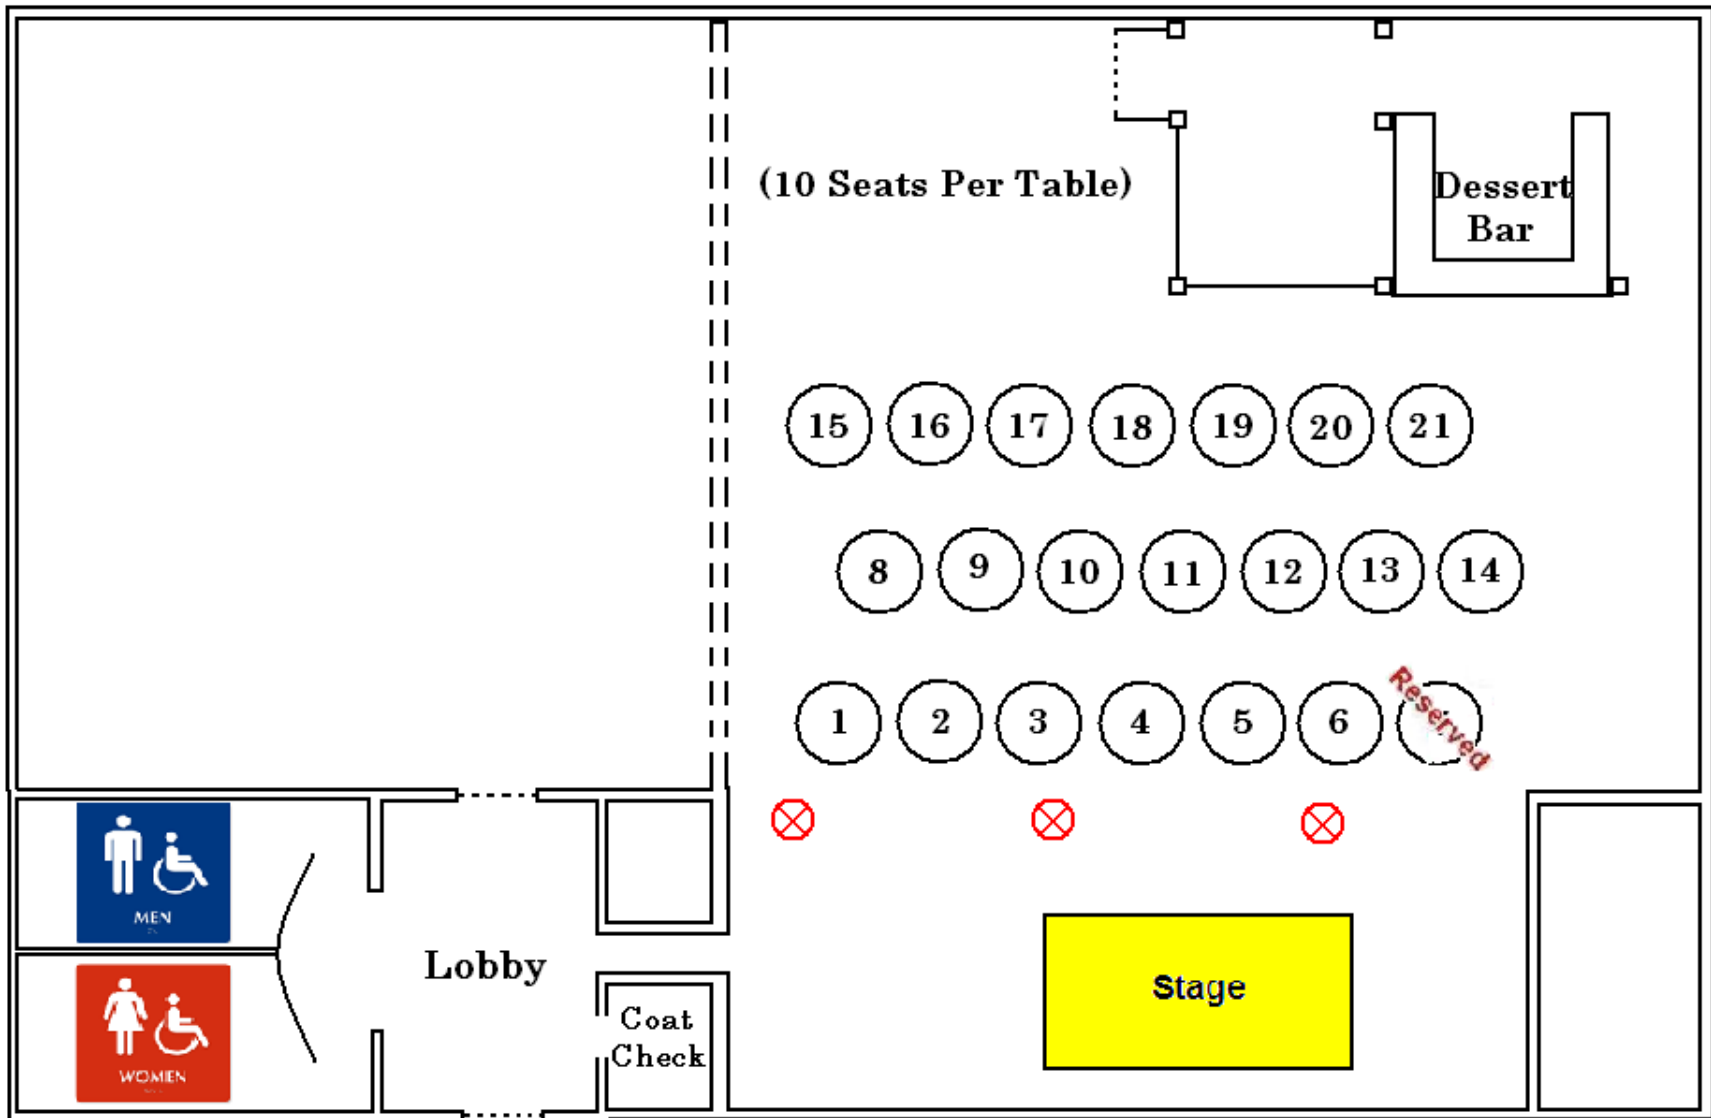 (10 Seats Per Table)
Dessert
Bar
15 16 17 18 19 20 21
8 9 10 11 12 13 14
1 2 3 4 5 6 Reserved
MEN
Lobby
Stage
WOMEN
Coat
Check